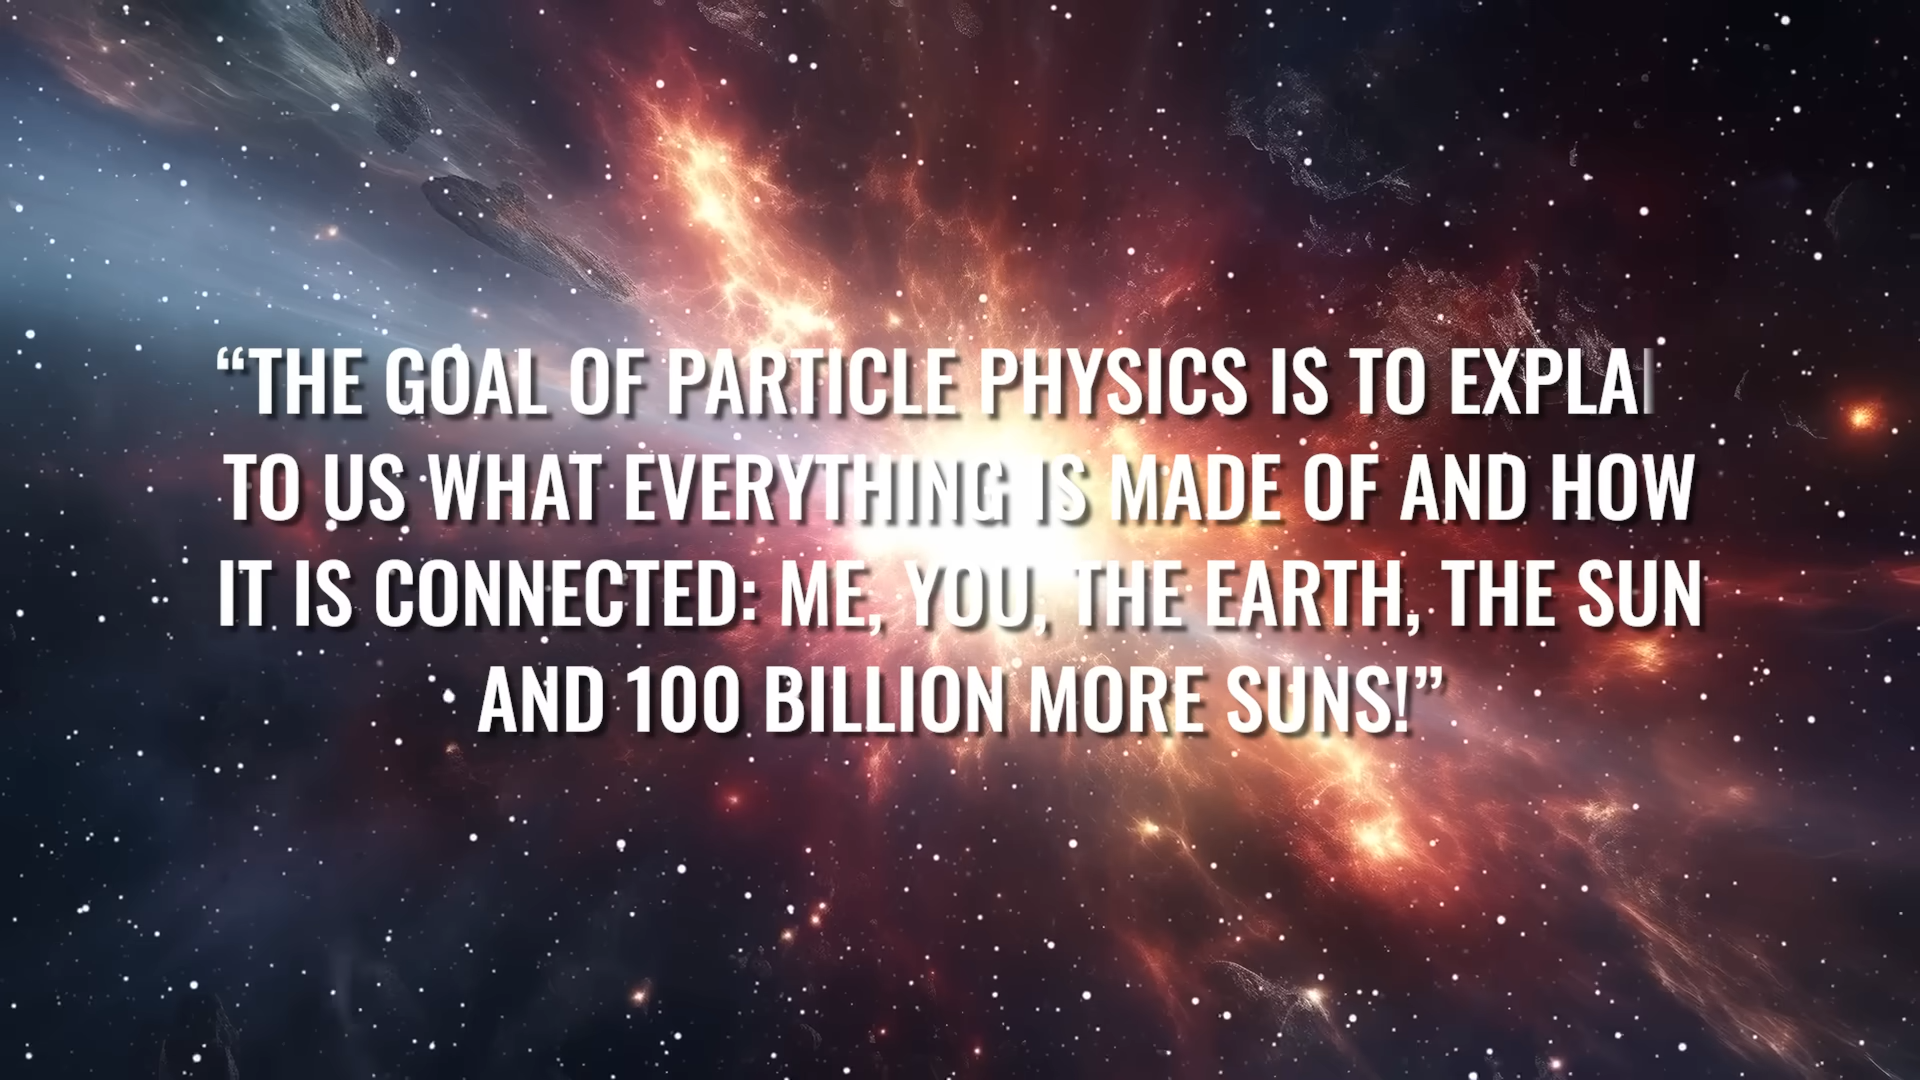 “THE GOAL OF PARTICLE PHYSICS IS TO EXPLAI
TO US WHAT EVERYTHING IS MADE OF AND HOW
IT IS CONNECTED: ME, YOU, THE EARTH, THE SUN
AND 100 BILLION MORE SUNS!”